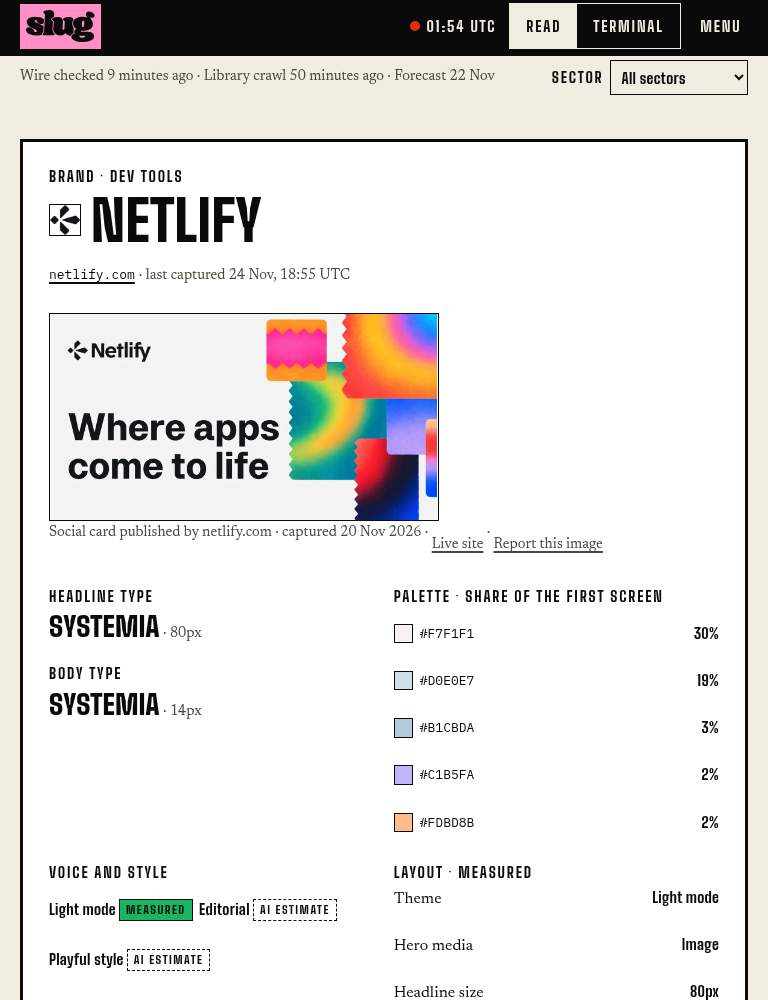 slug
01:54 UTC
READ
TERMINAL
MENU
Wire checked 9 minutes ago · Library crawl 50 minutes ago · Forecast 22 Nov
SECTOR
All sectors
BRAND · DEV TOOLS
NETLIFY
netlify.com · last captured 24 Nov, 18:55 UTC
Netlify
Where apps
come to life
Social card published by netlify.com · captured 20 Nov 2026 · Live site · Report this image
HEADLINE TYPE
SYSTEMIA · 80px
BODY TYPE
SYSTEMIA · 14px
PALETTE · SHARE OF THE FIRST SCREEN
#F7F1F1 30%
#D0E0E7 19%
#B1CBDA 3%
#C1B5FA 2%
#FDBD8B 2%
VOICE AND STYLE
Light mode MEASURED Editorial AI ESTIMATE
Playful style AI ESTIMATE
LAYOUT · MEASURED
Theme Light mode
Hero media Image
Headline size 80px